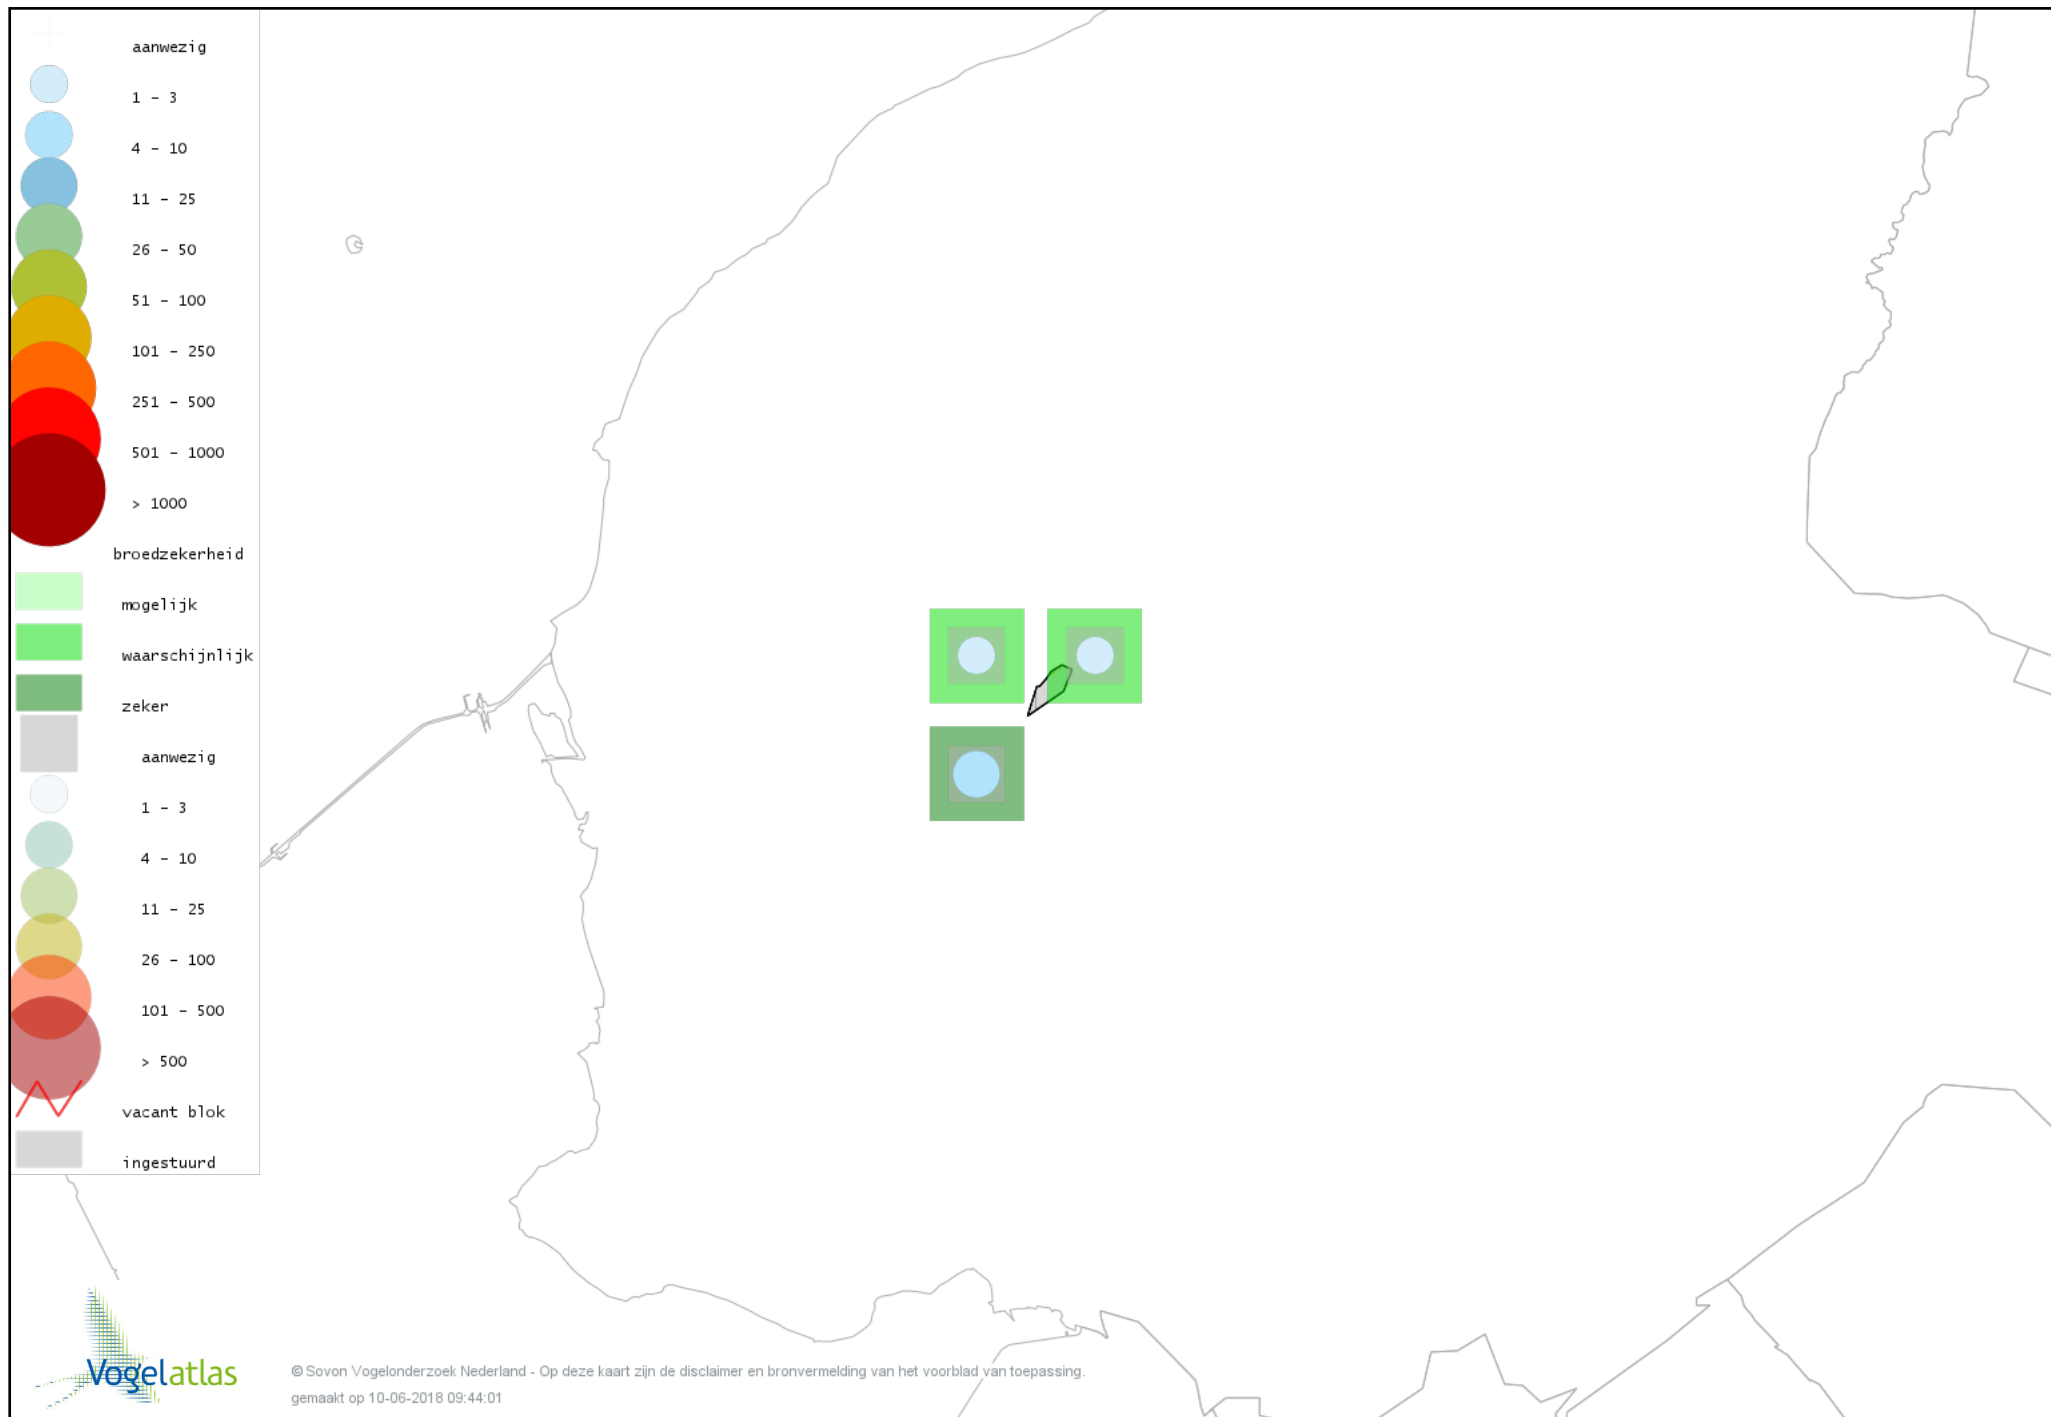 aanwezig
1 - 3
4 - 10
11 - 25
26 - 50
51 - 100
101 - 250
251 - 500
501 - 1000
> 1000
broedzekerheid
mogelijk
waarschijnlijk
zeker
aanwezig
1 - 3
4 - 10
11 - 25
26 - 100
101 - 500
> 500
vacant blok
ingestuurd
Vogelatlas
© Sovon Vogelonderzoek Nederland - Op deze kaart zijn de disclaimer en bronvermelding van het voorblad van toepassing.
gemaakt op 10-06-2018 09:44:01